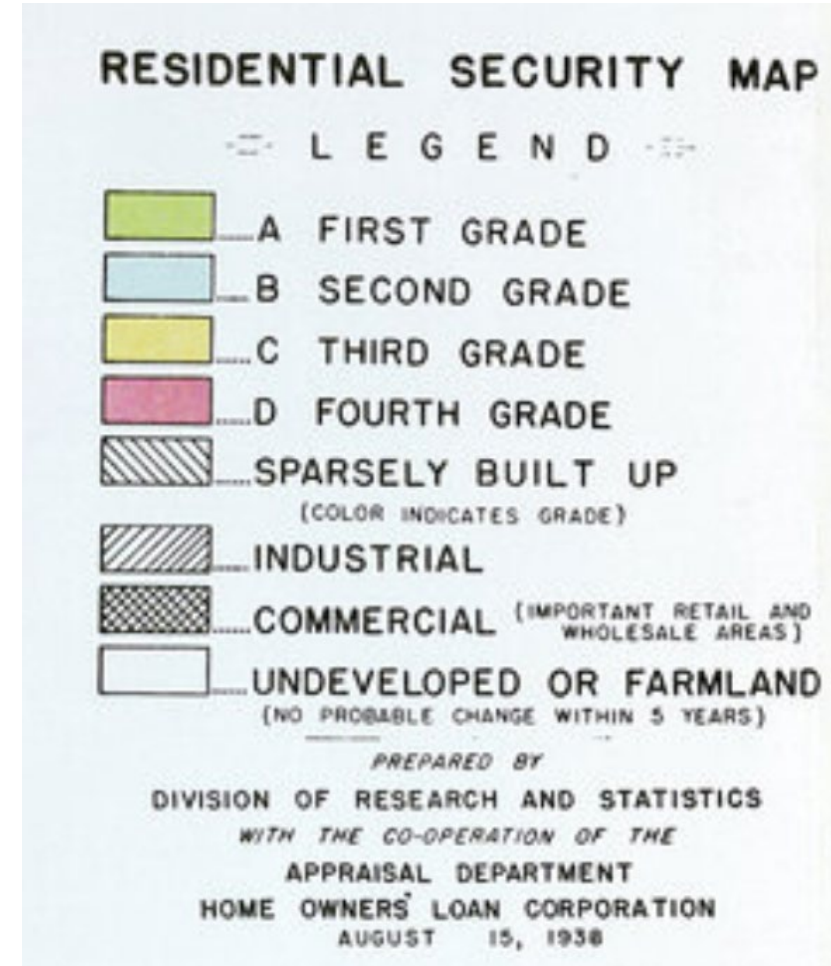 RESIDENTIAL SECURITY MAP
LEGEND
A FIRST GRADE
B SECOND GRADE
C THIRD GRADE
D FOURTH GRADE
SPARSELY BUILT UP
(COLOR INDICATES GRADE)
INDUSTRIAL
COMMERCIAL (IMPORTANT RETAIL AND
WHOLESALE AREAS)
UNDEVELOPED OR FARMLAND
(NO PROBABLE CHANGE WITHIN 5 YEARS)
PREPARED BY
DIVISION OF RESEARCH AND STATISTICS
WITH THE CO-OPERATION OF THE
APPRAISAL DEPARTMENT
HOME OWNERS' LOAN CORPORATION
AUGUST 15, 1938